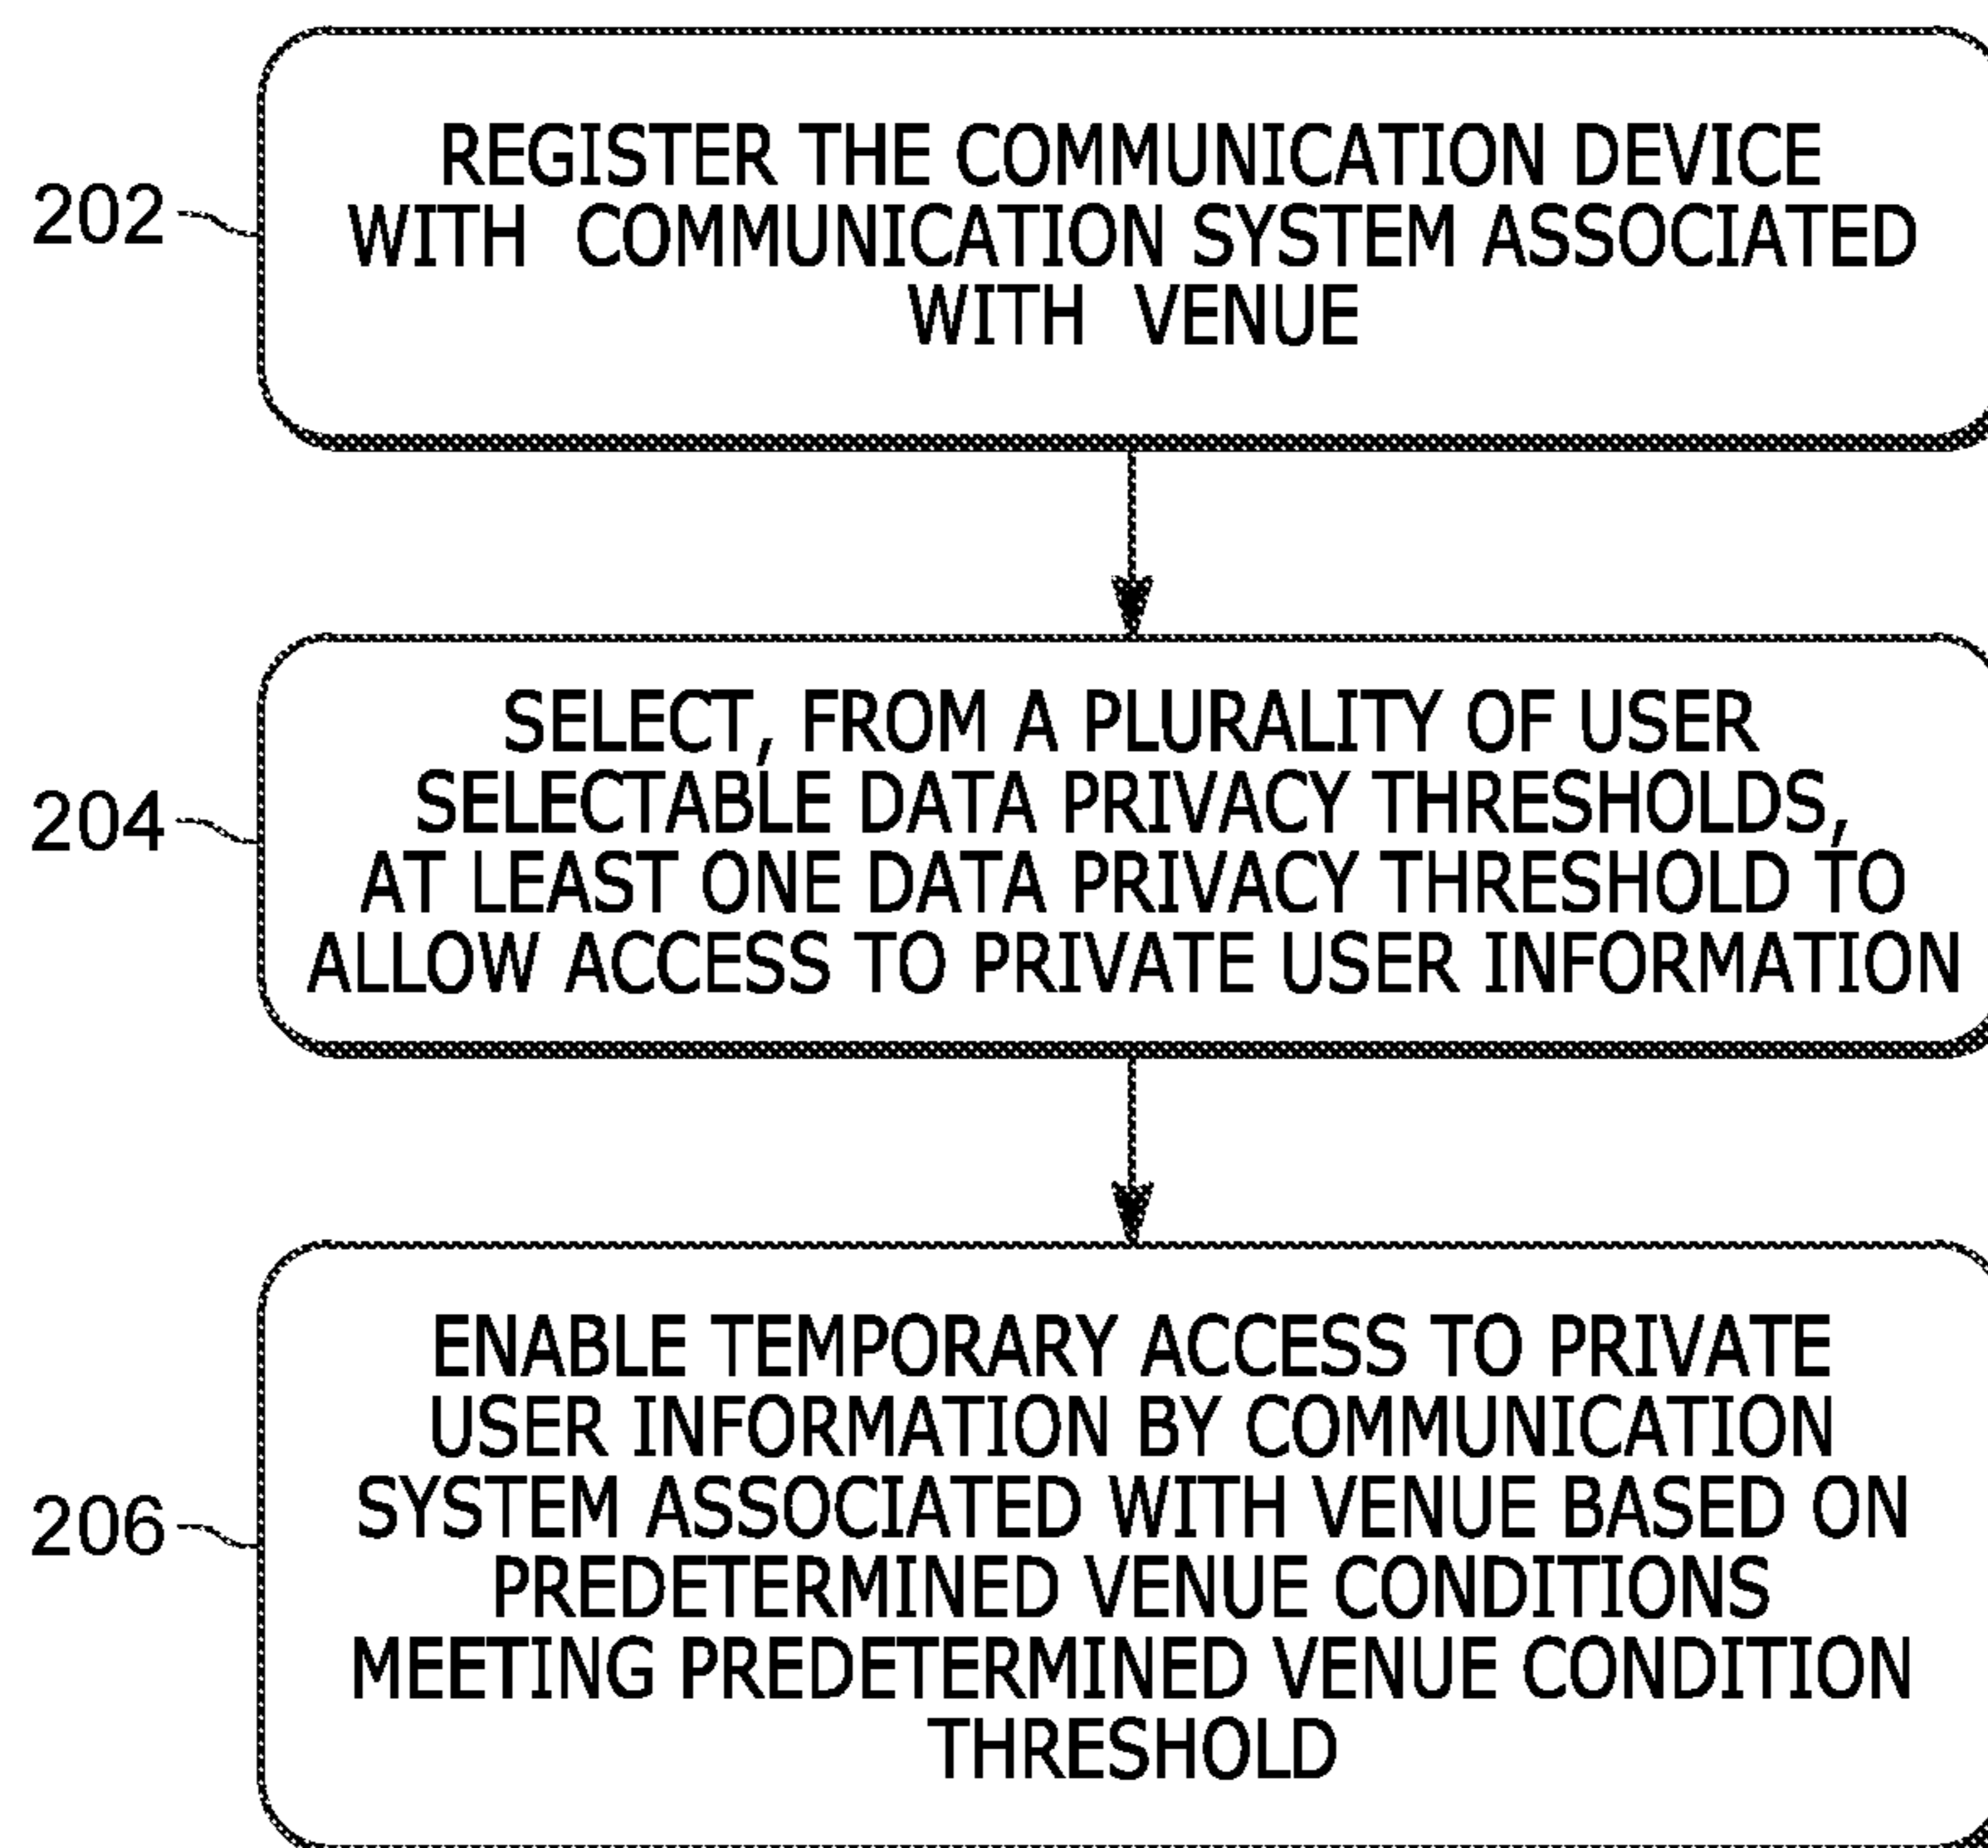 REGISTER THE COMMUNICATION DEVICE
202
WITH COMMUNICATION SYSTEM ASSOCIATED
WITH VENUE
SELECT, FROM A PLURALITY OF USER
SELECTABLE DATA PRIVACY THRESHOLDS,
204
AT LEAST ONE DATA PRIVACY THRESHOLD TO
ALLOW ACCESS TO PRIVATE USER INFORMATION
ENABLE TEMPORARY ACCESS TO PRIVATE
USER INFORMATION BY COMMUNICATION
SYSTEM ASSOCIATED WITH VENUE BASED ON
206
PREDETERMINED VENUE CONDITIONS
MEETING PREDETERMINED VENUE CONDITION
THRESHOLD